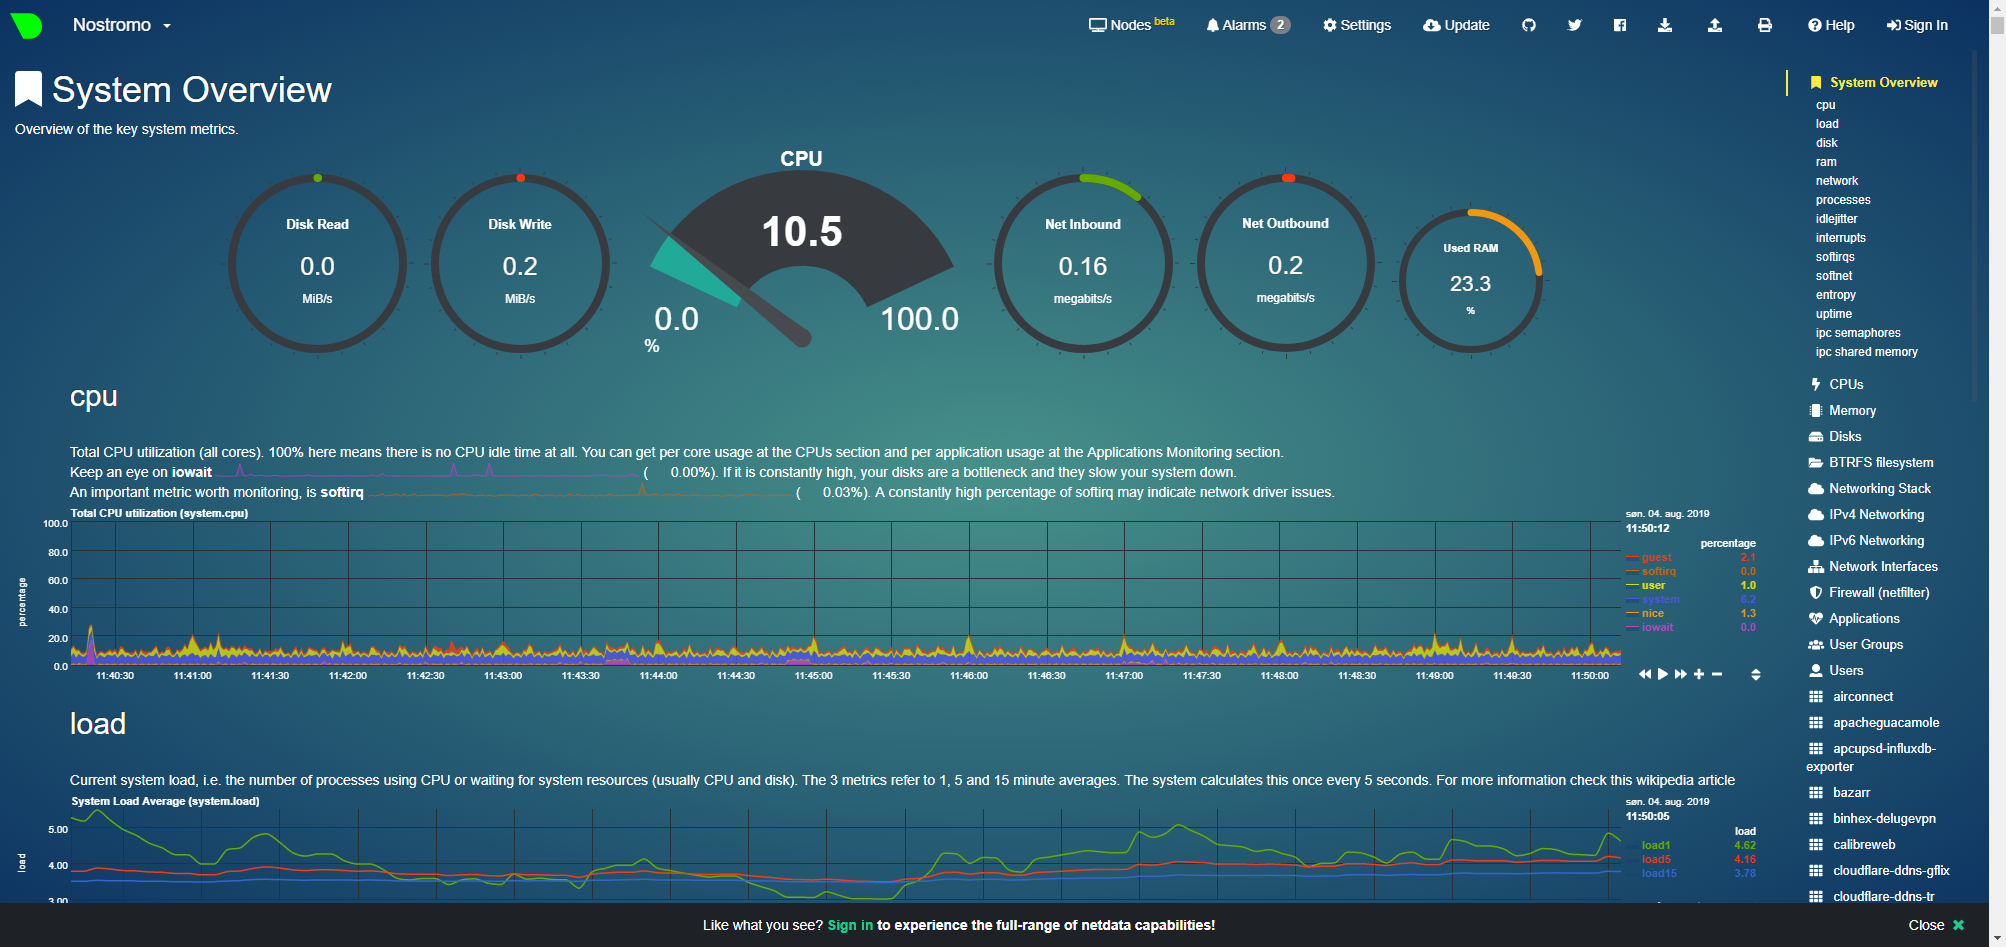 Nostromo
Nodes beta
Alarms 2
Settings
Update
Help
Sign In
System Overview
Overview of the key system metrics.
Disk Read
0.0
MiB/s
Disk Write
0.2
MiB/s
CPU
10.5
0.0
100.0
%
Net Inbound
0.16
megabits/s
Net Outbound
0.2
megabits/s
Used RAM
23.3
%
cpu
Total CPU utilization (all cores). 100% here means there is no CPU idle time at all. You can get per core usage at the CPUs section and per application usage at the Applications Monitoring section.
Keep an eye on iowait ( 0.00%). If it is constantly high, your disks are a bottleneck and they slow your system down.
An important metric worth monitoring, is softirq ( 0.03%). A constantly high percentage of softirq may indicate network driver issues.
Total CPU utilization (system.cpu)
percentage
100.0
80.0
60.0
40.0
20.0
0.0
11:40:30 11:41:00 11:41:30 11:42:00 11:42:30 11:43:00 11:43:30 11:44:00 11:44:30 11:45:00 11:45:30 11:46:00 11:46:30 11:47:00 11:47:30 11:48:00 11:48:30 11:49:00 11:49:30 11:50:00
søn. 04. aug. 2019
11:50:12
percentage
guest 2.1
softirq 0.0
user 1.0
system 6.2
nice 1.3
iowait 0.0
load
Current system load, i.e. the number of processes using CPU or waiting for system resources (usually CPU and disk). The 3 metrics refer to 1, 5 and 15 minute averages. The system calculates this once every 5 seconds. For more information check this wikipedia article
System Load Average (system.load)
load
5.00
4.00
3.00
søn. 04. aug. 2019
11:50:05
load
load1 4.62
load5 4.16
load15 3.78
System Overview
cpu
load
disk
ram
network
processes
idlejitter
interrupts
softirqs
softnet
entropy
uptime
ipc semaphores
ipc shared memory
CPUs
Memory
Disks
BTRFS filesystem
Networking Stack
IPv4 Networking
IPv6 Networking
Network Interfaces
Firewall (netfilter)
Applications
User Groups
Users
airconnect
apacheguacamole
apcupsd-influxdb-
exporter
bazarr
binhex-delugevpn
calibreweb
cloudflare-ddns-gflix
cloudflare-ddns-tr
Like what you see? Sign in to experience the full-range of netdata capabilities!
Close